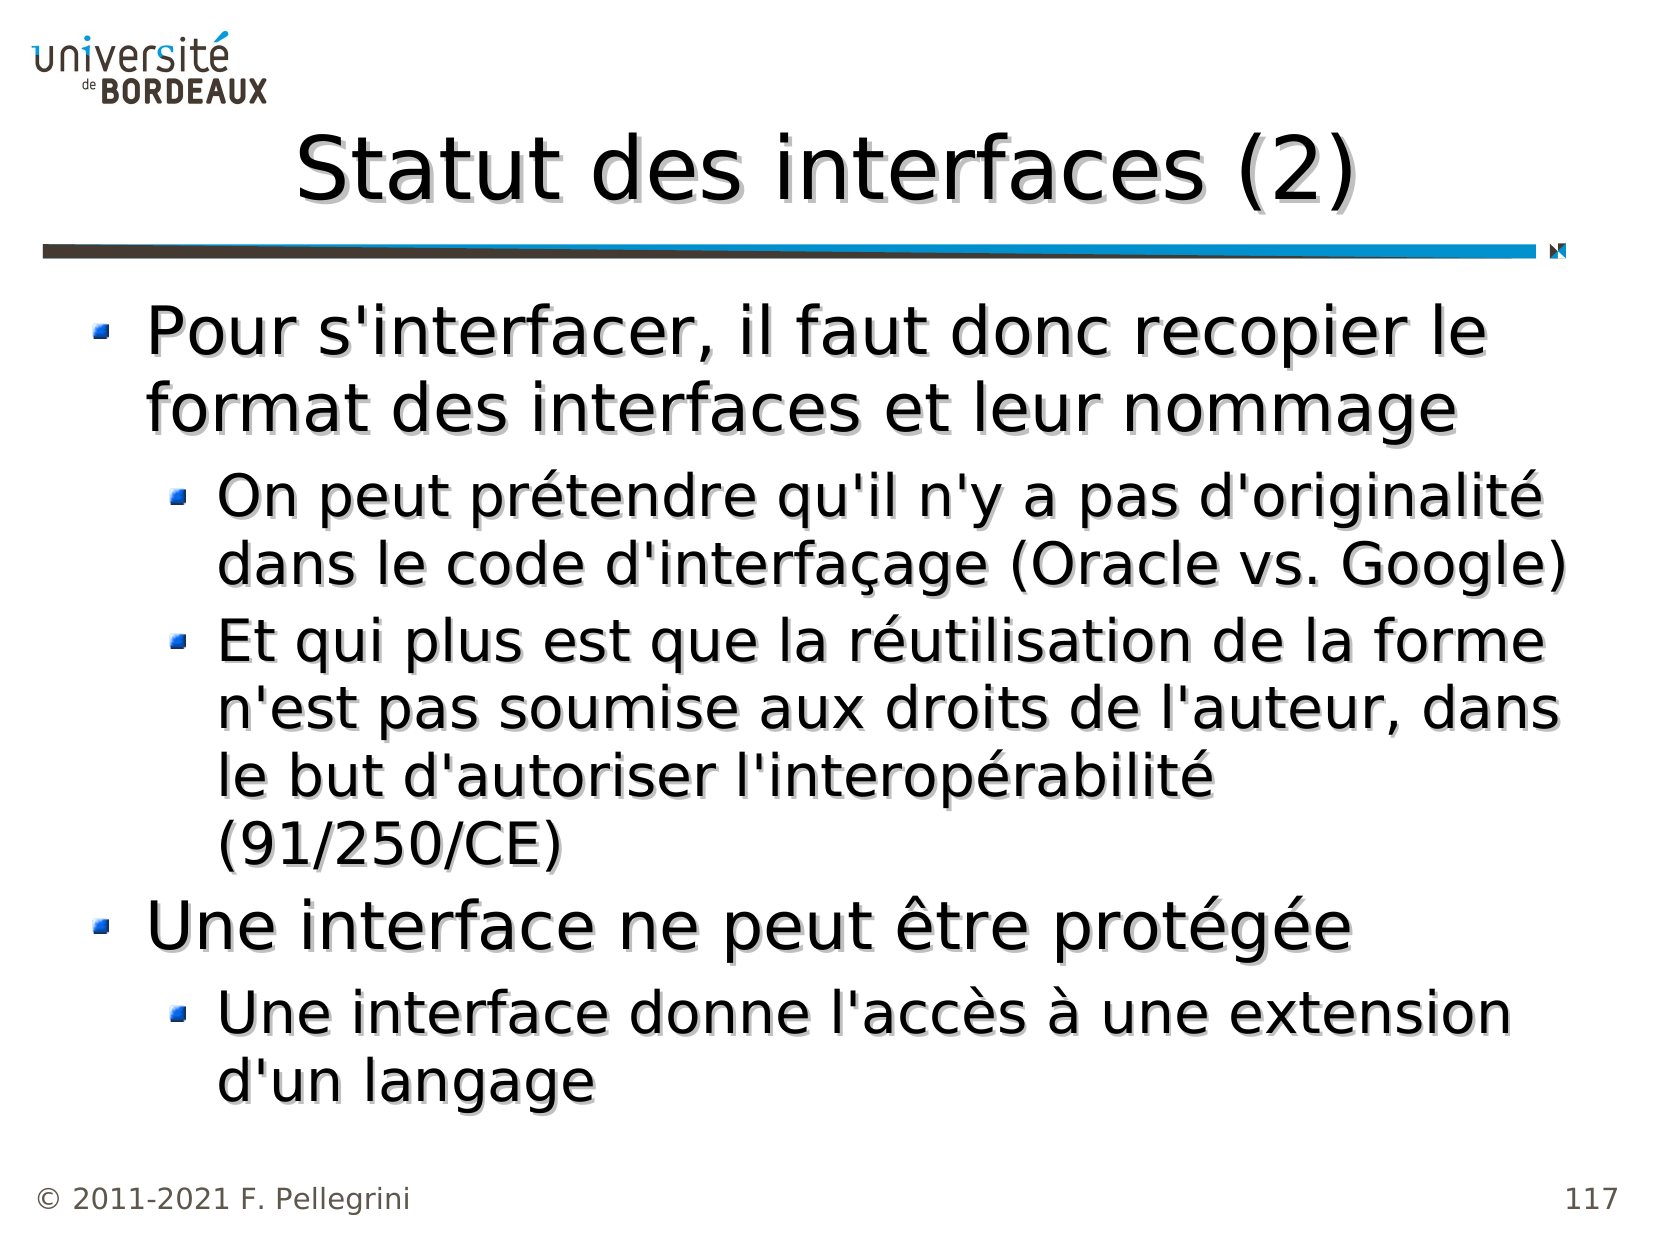 université
de BORDEAUX
Statut des interfaces (2)
Pour s'interfacer, il faut donc recopier le
format des interfaces et leur nommage
On peut prétendre qu'il n'y a pas d'originalité
dans le code d'interfaçage (Oracle vs. Google)
Et qui plus est que la réutilisation de la forme
n'est pas soumise aux droits de l'auteur, dans
le but d'autoriser l'interopérabilité
(91/250/CE)
Une interface ne peut être protégée
Une interface donne l'accès à une extension
d'un langage
© 2011-2021 F. Pellegrini
117